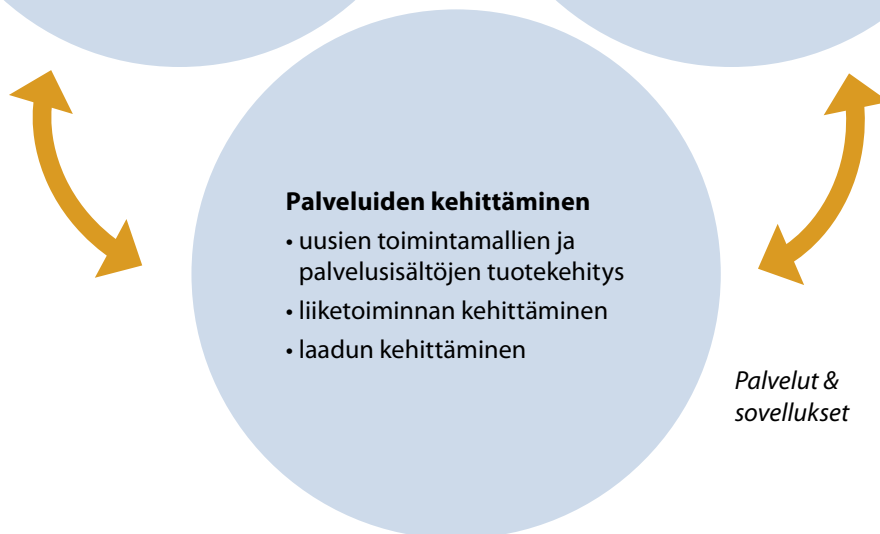 Palveluiden kehittäminen
• uusien toimintamallien ja
palvelusisältöjen tuotekehitys
• liiketoiminnan kehittäminen
• laadun kehittäminen
Palvelut &
sovellukset